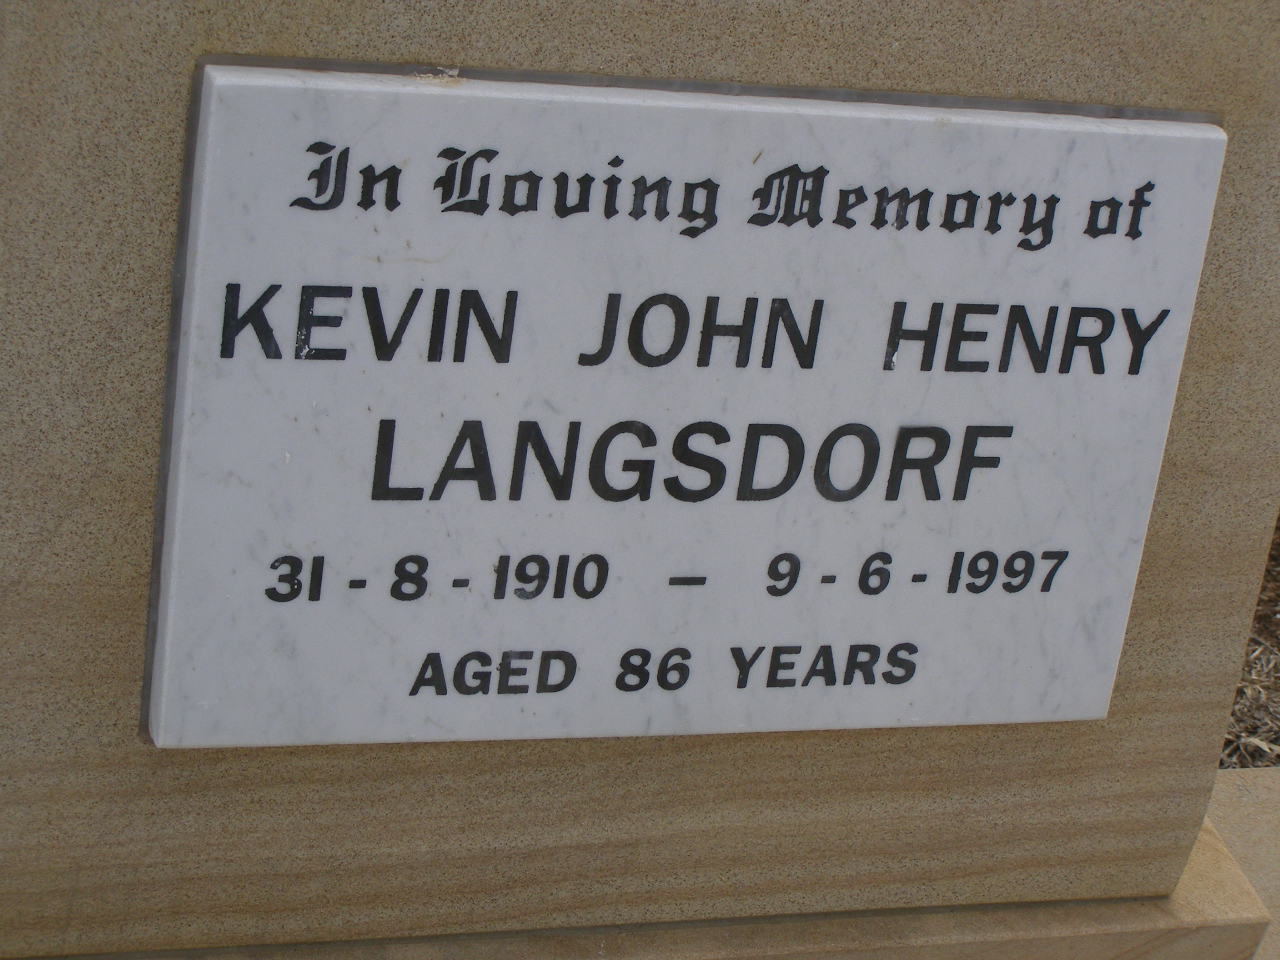 In Loving Memory of
KEVIN JOHN HENRY
LANGSDORF
31-8-1910 — 9-6-1997
AGED 86 YEARS